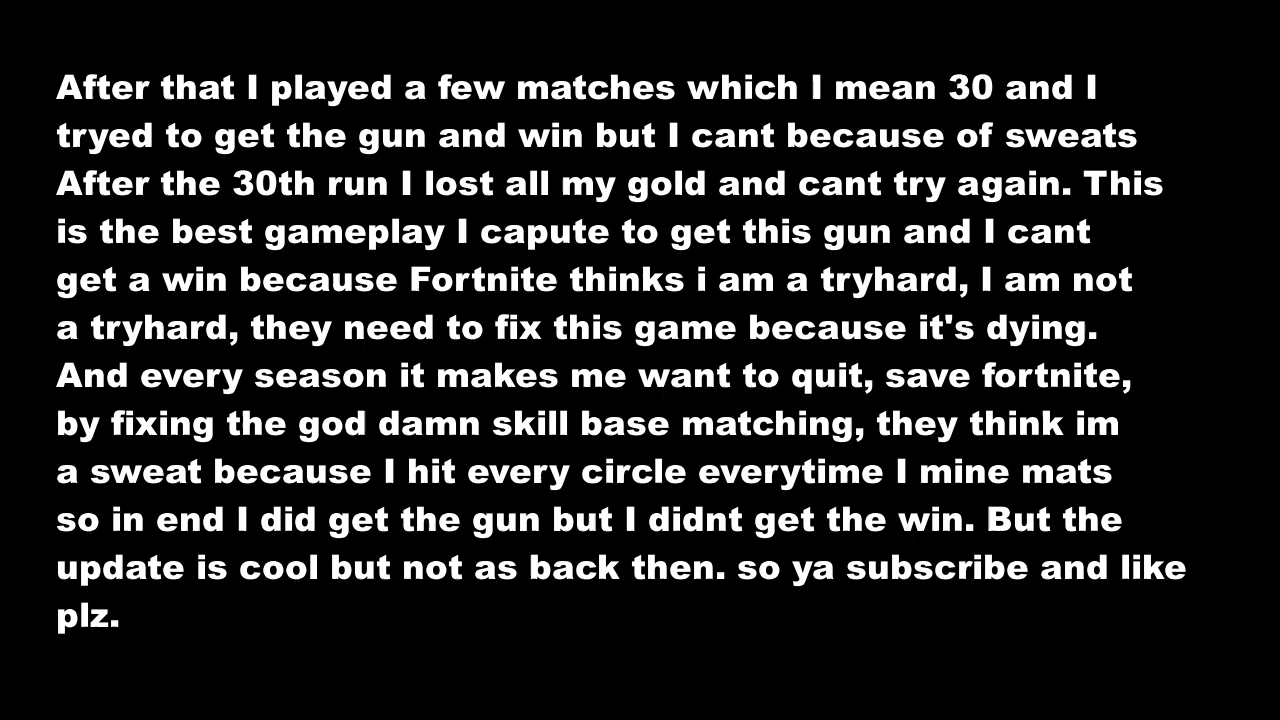 After that I played a few matches which I mean 30 and I
tryed to get the gun and win but I cant because of sweats
After the 30th run I lost all my gold and cant try again. This
is the best gameplay I capute to get this gun and I cant
get a win because Fortnite thinks i am a tryhard, I am not
a tryhard, they need to fix this game because it's dying.
And every season it makes me want to quit, save fortnite,
by fixing the god damn skill base matching, they think im
a sweat because I hit every circle everytime I mine mats
so in end I did get the gun but I didnt get the win. But the
update is cool but not as back then. so ya subscribe and like
plz.